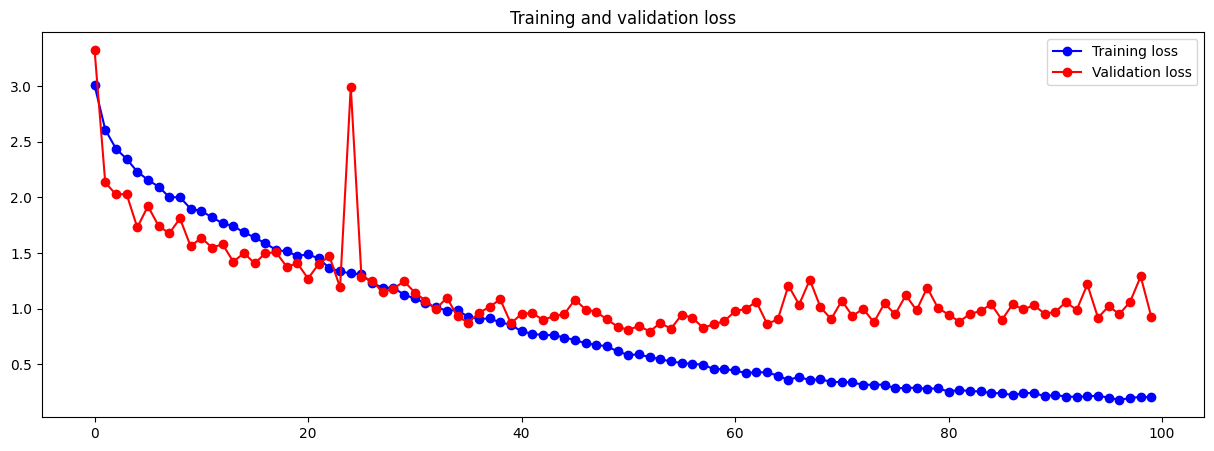 Training and validation loss
Training loss
Validation loss
3.0
2.5
2.0
1.5
1.0
0.5
0 20 40 60 80 100